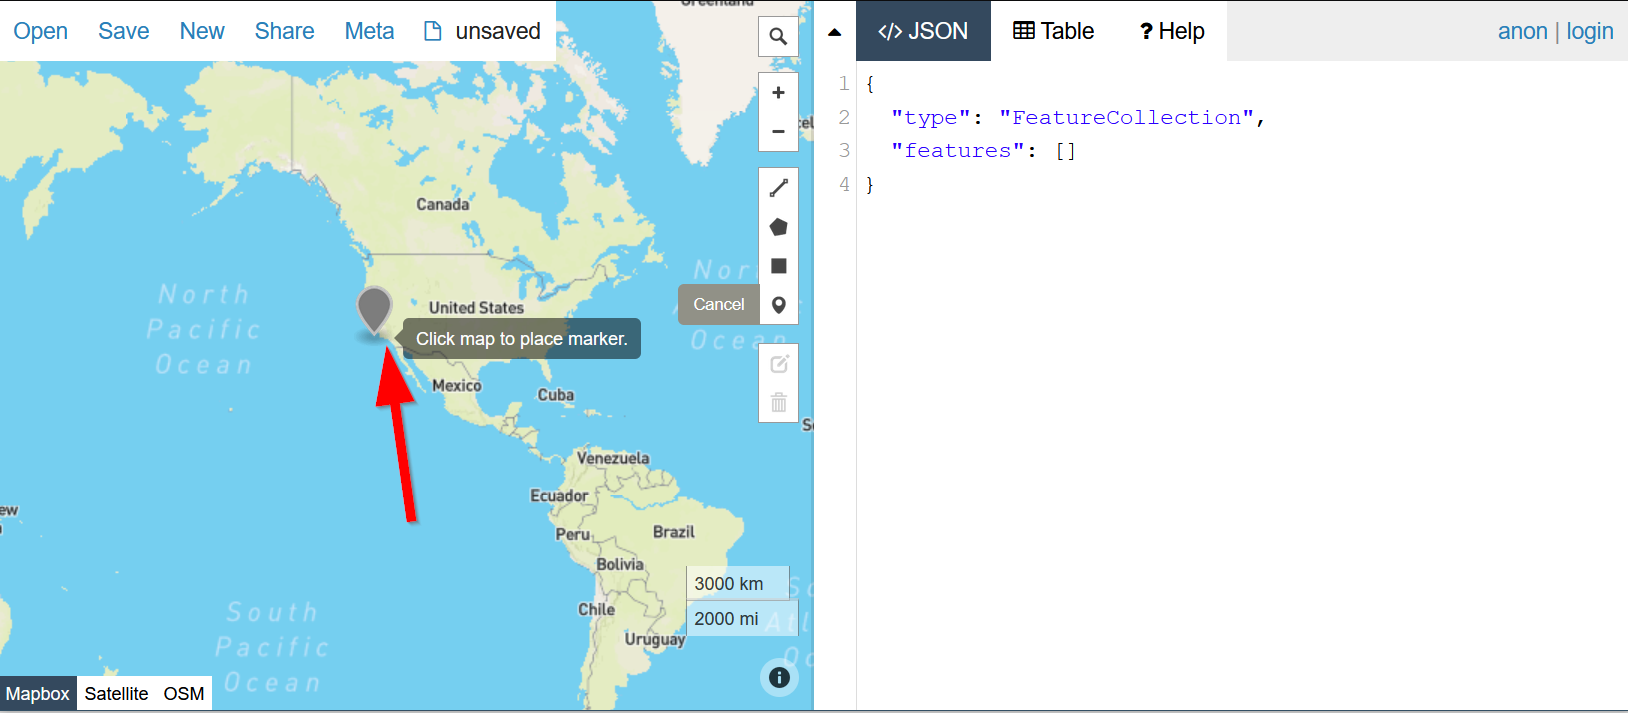 Open Save New Share Meta unsaved
JSON Table Help anon | login
Greenland
+
−
Canada
North
Pacific
Ocean
United States
Cancel
Click map to place marker.
Ocean
Mexico
Cuba
Venezuela
Ecuador
Brazil
Peru
Bolivia
3000 km
Chile
2000 mi
South
Pacific
Ocean
Uruguay
Mapbox Satellite OSM
1 {
2 "type": "FeatureCollection",
3 "features": []
4 }